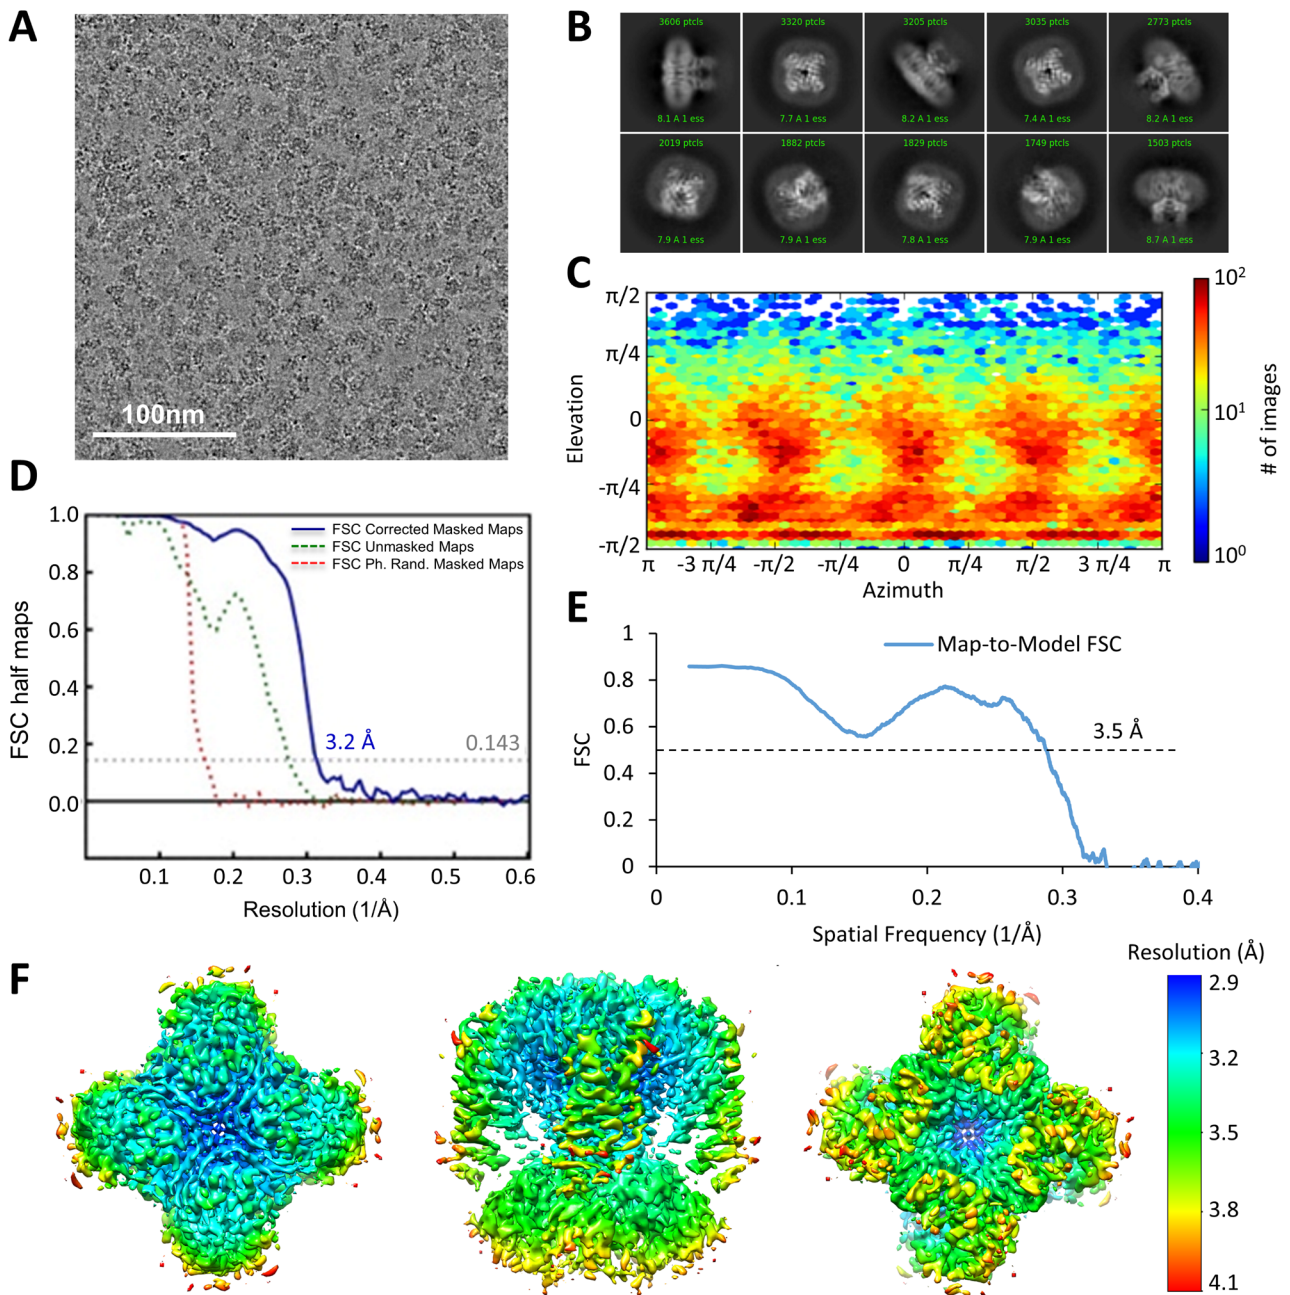 A
100nm
B
3606 ptcls
3320 ptcls
3205 ptcls
3035 ptcls
2773 ptcls
8.1 A 1 ess
7.7 A 1 ess
8.2 A 1 ess
7.4 A 1 ess
8.2 A 1 ess
2019 ptcls
1882 ptcls
1829 ptcls
1749 ptcls
1503 ptcls
7.9 A 1 ess
7.9 A 1 ess
7.8 A 1 ess
7.9 A 1 ess
8.7 A 1 ess
C
π/2
π/4
0
-π/4
-π/2
Elevation
π
-3 π/4
-π/2
-π/4
0
π/4
π/2
3 π/4
π
Azimuth
10²
10¹
10⁰
# of images
D
1.0
0.8
0.6
0.4
0.2
0.0
FSC half maps
FSC Corrected Masked Maps
FSC Unmasked Maps
FSC Ph. Rand. Masked Maps
3.2 Å
0.143
0.1
0.2
0.3
0.4
0.5
0.6
Resolution (1/Å)
E
1
0.8
0.6
0.4
0.2
0
FSC
Map-to-Model FSC
3.5 Å
0
0.1
0.2
0.3
0.4
Spatial Frequency (1/Å)
F
Resolution (Å)
2.9
3.2
3.5
3.8
4.1